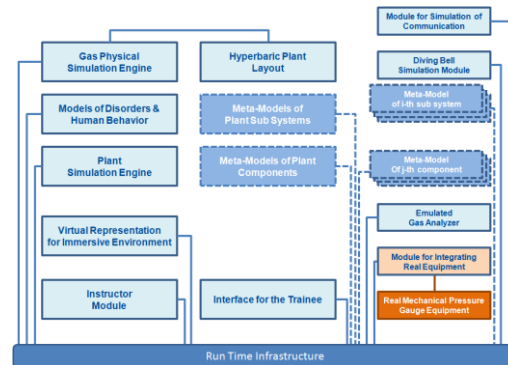 Module for Simulation of
Communication
Gas Physical
Simulation Engine
Hyperbaric Plant
Layout
Diving Bell
Simulation Module
Models of Disorders &
Human Behavior
Meta-Models of
Plant Sub Systems
Meta-Model
of i-th sub system
Plant
Simulation Engine
Meta-Models of Plant
Components
Meta-Model
Of j-th component
Emulated
Gas Analyzer
Virtual Representation
for Immersive Environment
Module for Integrating
Real Equipment
Instructor
Module
Interface for the Trainee
Real Mechanical Pressure
Gauge Equipment
Run Time Infrastructure